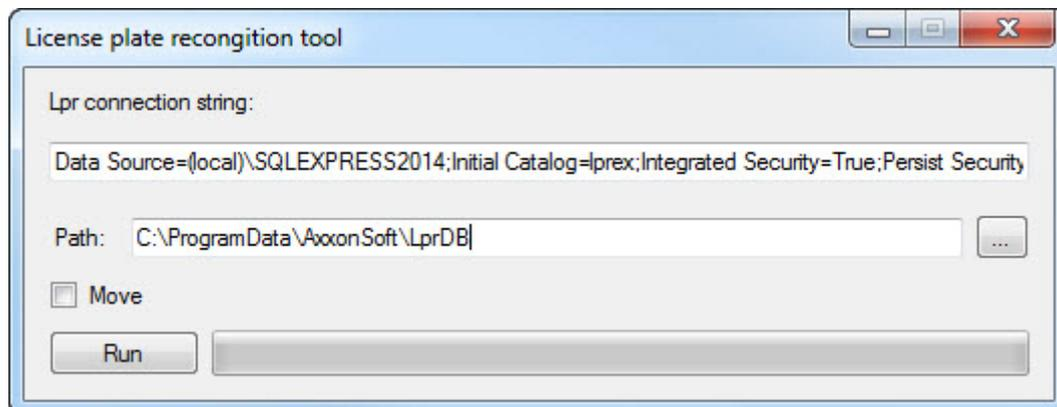 License plate recongition tool
Lpr connection string:
Data Source=(local)\SQLEXPRESS2014;Initial Catalog=lprex;Integrated Security=True;Persist Security
Path: C:\ProgramData\AxxonSoft\LprDB ...
Move
Run